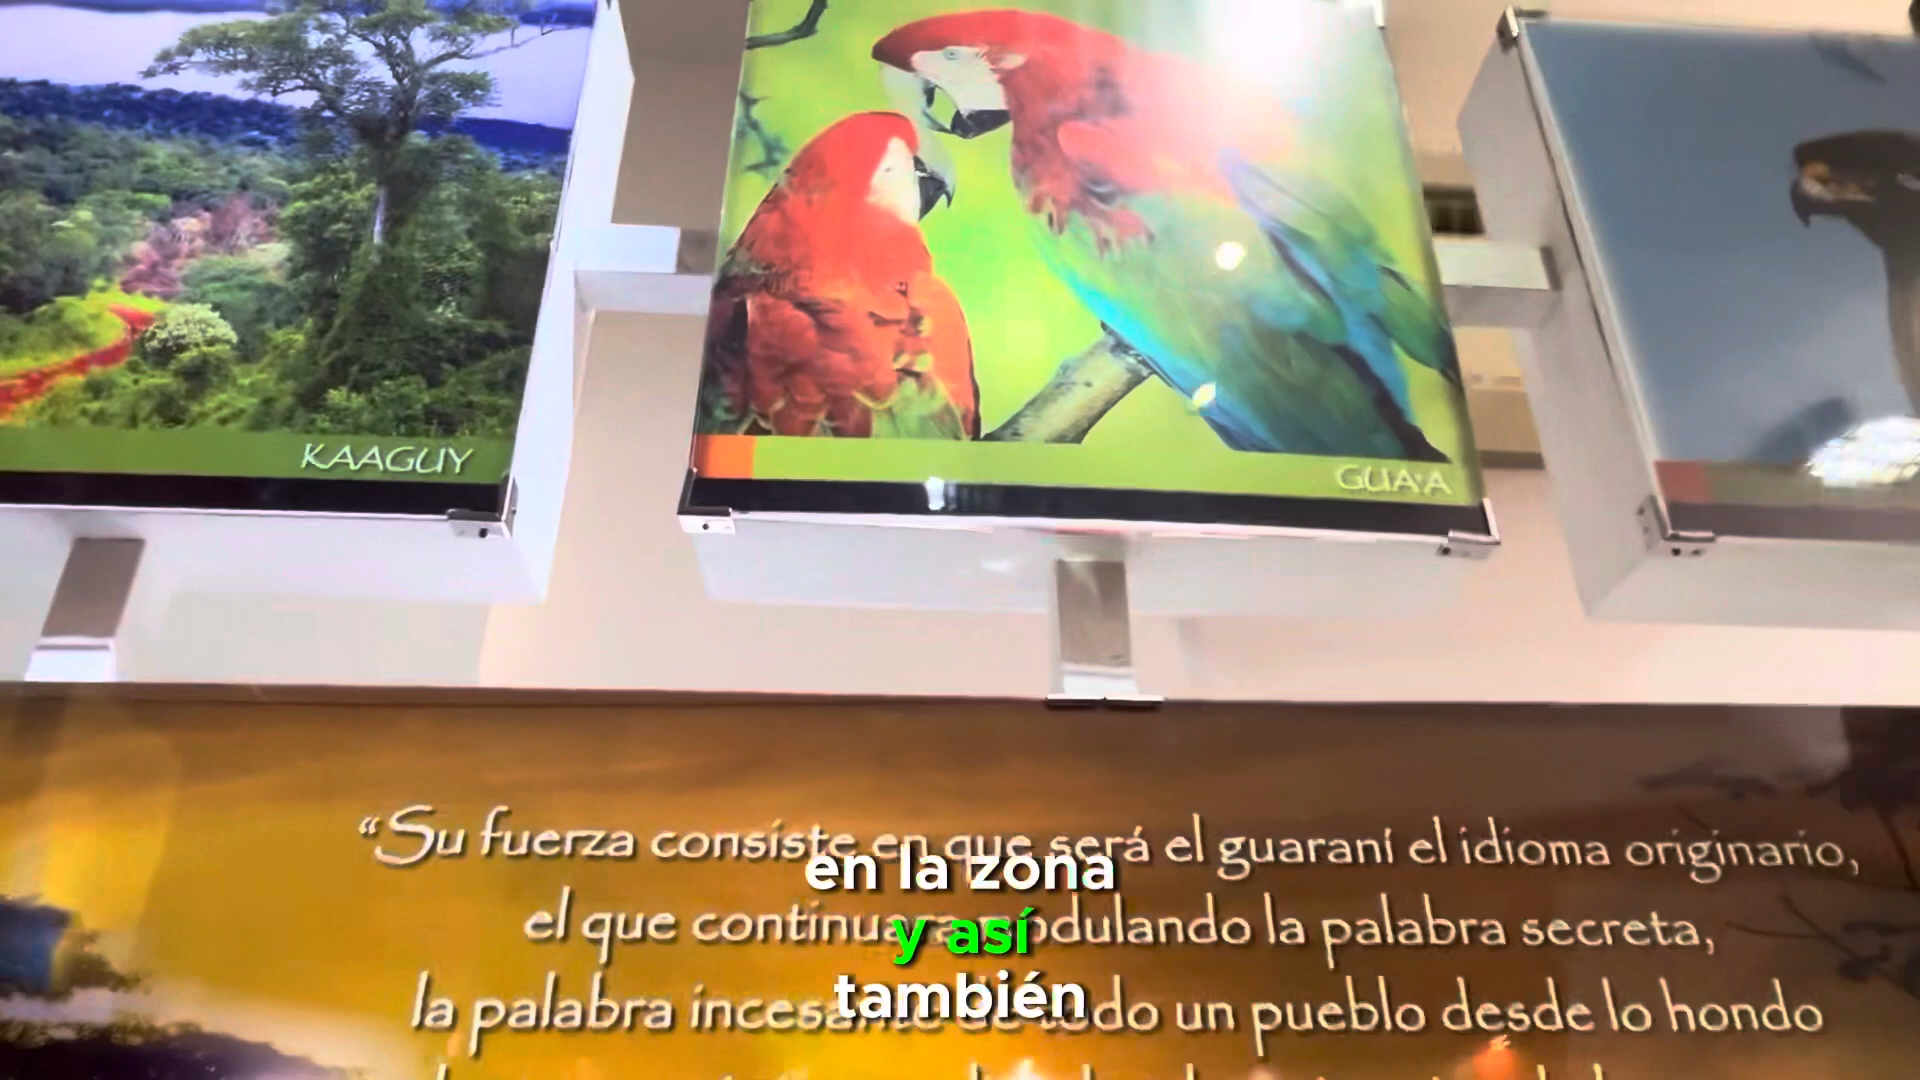 KAAGUY
GUA'A
“Su fuerza consiste en que será el guaraní el idioma originario,
el que continuara modulando la palabra secreta,
la palabra incesante de todo un pueblo desde lo hondo
en la zona
y así
también